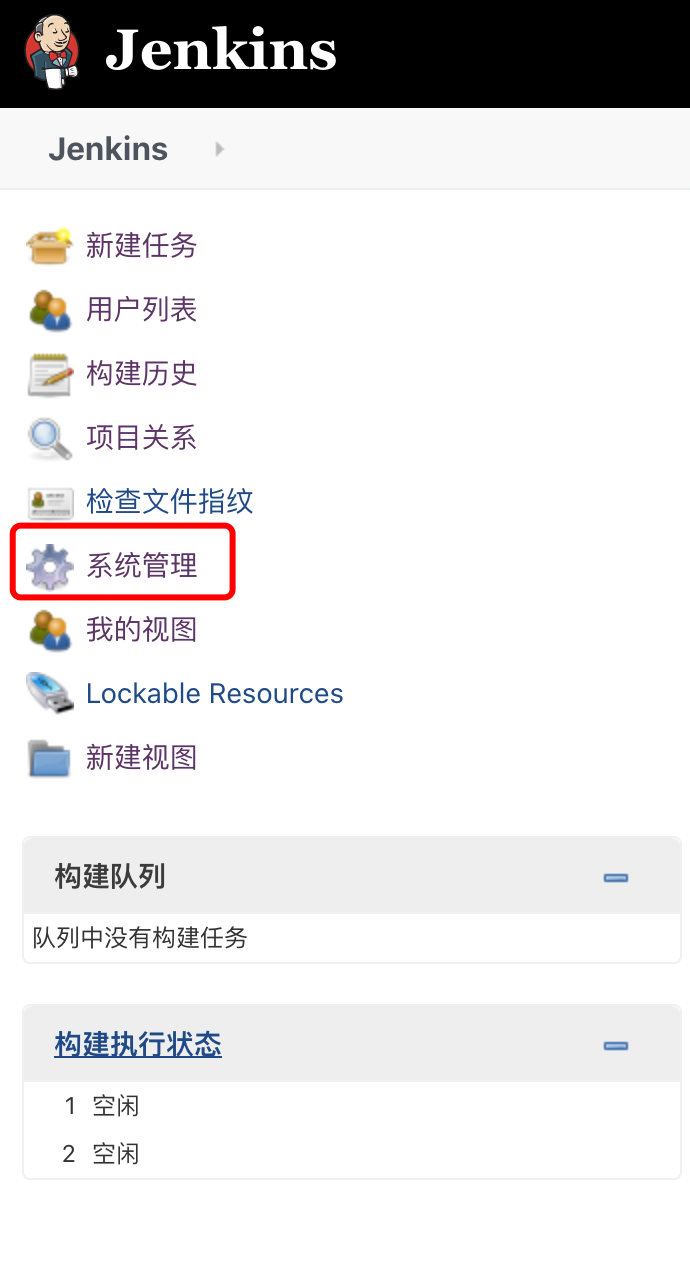 Jenkins
Jenkins
新建任务
用户列表
构建历史
项目关系
检查文件指纹
系统管理
我的视图
Lockable Resources
新建视图
构建队列
队列中没有构建任务
构建执行状态
1 空闲
2 空闲